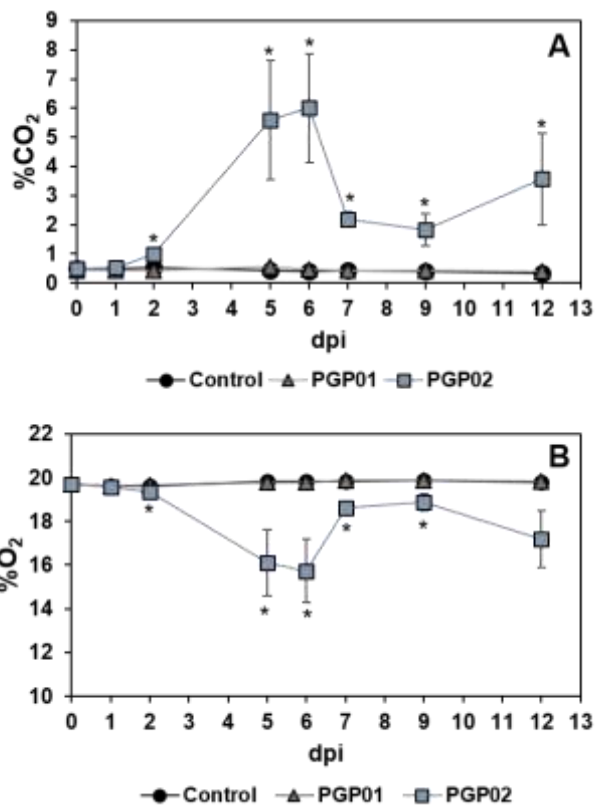 9
8
7
6
5
4
3
2
1
0
%CO2
A
* * * * * *
0 1 2 3 4 5 6 7 8 9 10 11 12 13
dpi
Control PGP01 PGP02
22
20
18
16
14
12
10
%O2
B
* * * * *
0 1 2 3 4 5 6 7 8 9 10 11 12 13
dpi
Control PGP01 PGP02